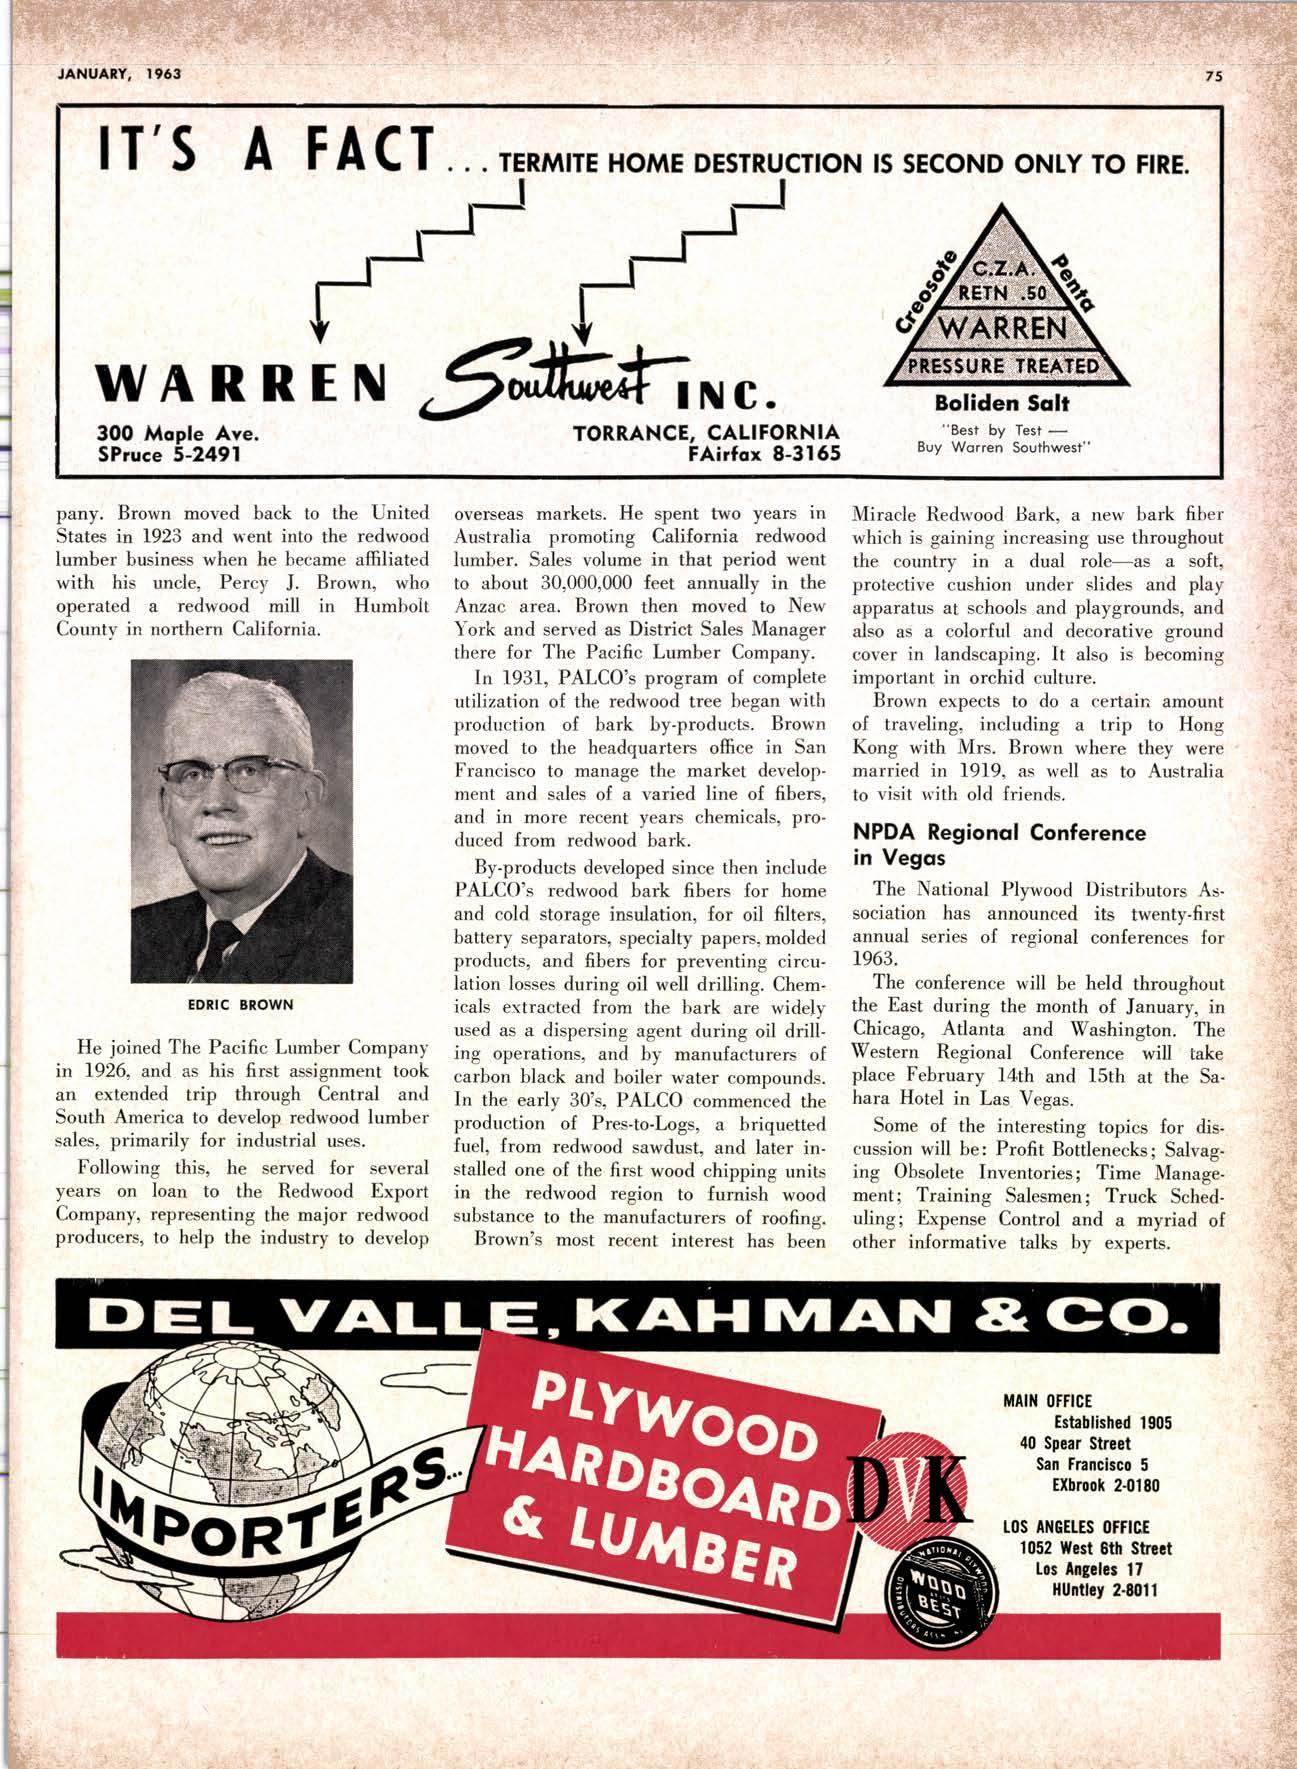 JANUARY, 1963
75
IT'S A FACT... TERMITE HOME DESTRUCTION IS SECOND ONLY TO FIRE.
WARREN Southwest INC.
300 Maple Ave.
SPruce 5-2491
TORRANCE, CALIFORNIA
FAirfax 8-3165
Creosote
Penta
C.Z.A.
RETN .50
WARREN
PRESSURE TREATED
Boliden Salt
"Best by Test —
Buy Warren Southwest"
pany. Brown moved back to the United
States in 1923 and went into the redwood
lumber business when he became affiliated
with his uncle, Percy J. Brown, who
operated a redwood mill in Humbolt
County in northern California.
EDRIC BROWN
He joined The Pacific Lumber Company
in 1926, and as his first assignment took
an extended trip through Central and
South America to develop redwood lumber
sales, primarily for industrial uses.
Following this, he served for several
years on loan to the Redwood Export
Company, representing the major redwood
producers, to help the industry to develop
overseas markets. He spent two years in
Australia promoting California redwood
lumber. Sales volume in that period went
to about 30,000,000 feet annually in the
Anzac area. Brown then moved to New
York and served as District Sales Manager
there for The Pacific Lumber Company.
In 1931, PALCO's program of complete
utilization of the redwood tree began with
production of bark by-products. Brown
moved to the headquarters office in San
Francisco to manage the market develop-
ment and sales of a varied line of fibers,
and in more recent years chemicals, pro-
duced from redwood bark.
By-products developed since then include
PALCO's redwood bark fibers for home
and cold storage insulation, for oil filters,
battery separators, specialty papers, molded
products, and fibers for preventing circu-
lation losses during oil well drilling. Chem-
icals extracted from the bark are widely
used as a dispersing agent during oil drill-
ing operations, and by manufacturers of
carbon black and boiler water compounds.
In the early 30's, PALCO commenced the
production of Pres-to-Logs, a briquetted
fuel, from redwood sawdust, and later in-
stalled one of the first wood chipping units
in the redwood region to furnish wood
substance to the manufacturers of roofing.
Brown's most recent interest has been
Miracle Redwood Bark, a new bark fiber
which is gaining increasing use throughout
the country in a dual role—as a soft,
protective cushion under slides and play
apparatus at schools and playgrounds, and
also as a colorful and decorative ground
cover in landscaping. It also is becoming
important in orchid culture.
Brown expects to do a certain amount
of traveling, including a trip to Hong
Kong with Mrs. Brown where they were
married in 1919, as well as to Australia
to visit with old friends.
NPDA Regional Conference
in Vegas
The National Plywood Distributors As-
sociation has announced its twenty-first
annual series of regional conferences for
1963.
The conference will be held throughout
the East during the month of January, in
Chicago, Atlanta and Washington. The
Western Regional Conference will take
place February 14th and 15th at the Sa-
hara Hotel in Las Vegas.
Some of the interesting topics for dis-
cussion will be: Profit Bottlenecks; Salvag-
ing Obsolete Inventories; Time Manage-
ment; Training Salesmen; Truck Sched-
uling; Expense Control and a myriad of
other informative talks by experts.
DEL VALLE, KAHMAN & CO.
IMPORTERS...
PLYWOOD
HARDBOARD
& LUMBER
DVK
NATIONAL PLYWOOD
DISTRIBUTORS ASSN.
WOOD
BEST
MAIN OFFICE
Established 1905
40 Spear Street
San Francisco 5
EXbrook 2-0180
LOS ANGELES OFFICE
1052 West 6th Street
Los Angeles 17
HUntley 2-8011